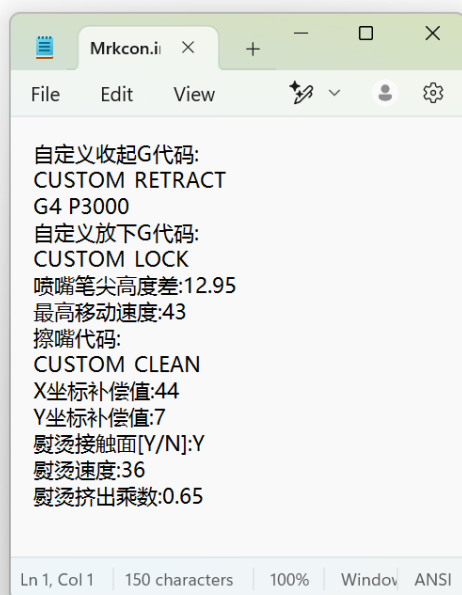 Mrkcon.i
File Edit View
自定义收起G代码:
CUSTOM RETRACT
G4 P3000
自定义放下G代码:
CUSTOM LOCK
喷嘴笔尖高度差:12.95
最高移动速度:43
擦嘴代码:
CUSTOM CLEAN
X坐标补偿值:44
Y坐标补偿值:7
熨烫接触面[Y/N]:Y
熨烫速度:36
熨烫挤出乘数:0.65
Ln 1, Col 1 150 characters 100% Window ANSI